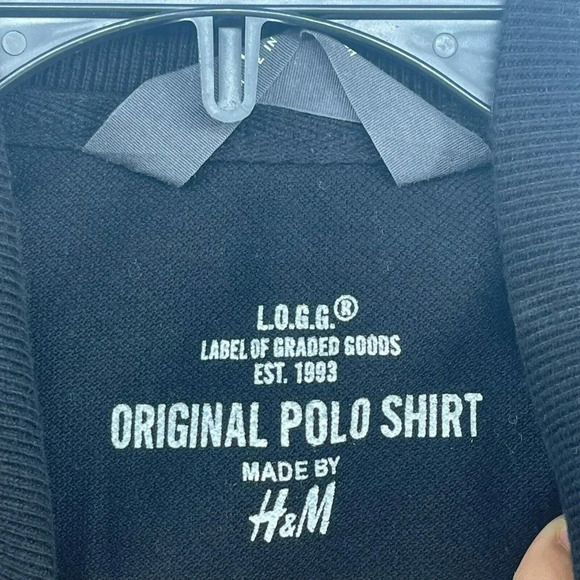 L.O.G.G.®
LABEL OF GRADED GOODS
EST. 1993
ORIGINAL POLO SHIRT
MADE BY
H&M